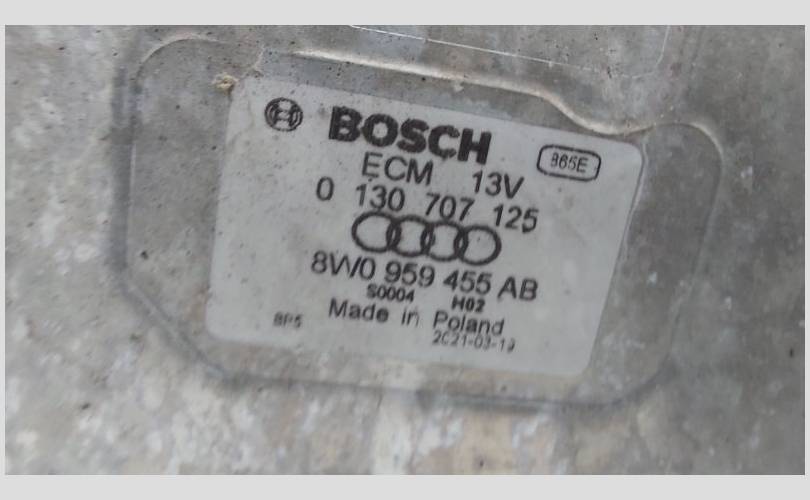 BOSCH
865E
ECM 13V
0 130 707 125
8W0 959 455 AB
S0004 H02
Made in Poland
8P5
2021-03-19